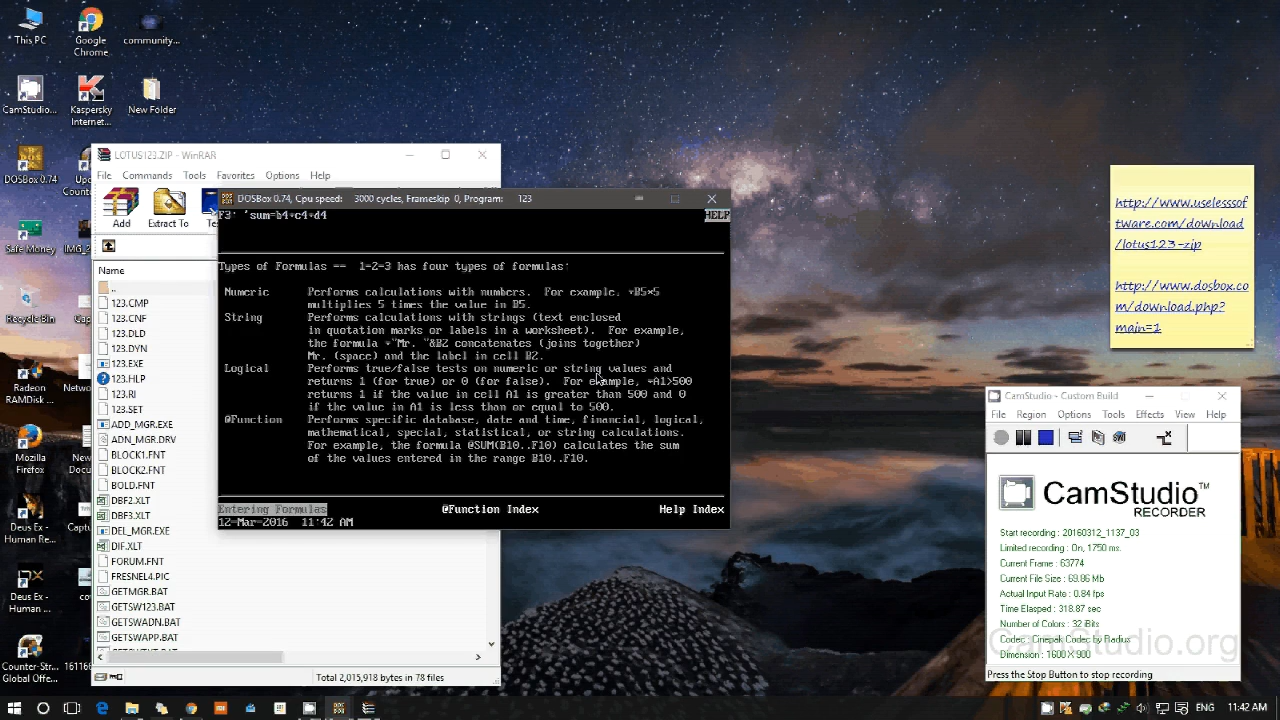 This PC
Google
Chrome
community...
CamStudio...
Kaspersky
Internet...
New Folder
DOSBox 0.74
Safe Money
IMG_2
Recycle Bin
Radeon
RAMDisk ...
Network
Mozilla
Firefox
New
Docu
Deus Ex -
Human Re...
Capt
Deus Ex -
Human ...
Counter-Str...
Global Offe...
LOTUS123.ZIP - WinRAR
File Commands Tools Favorites Options Help
Add
Extract To
Name
..
123.CMP
123.CNF
123.DLD
123.DYN
123.EXE
123.HLP
123.RI
123.SET
ADD_MGR.EXE
ADN_MGR.DRV
BLOCK1.FNT
BLOCK2.FNT
BOLD.FNT
DBF2.XLT
DBF3.XLT
DEL_MGR.EXE
DIF.XLT
FORUM.FNT
FRESNEL4.PIC
GETMGR.BAT
GETSW123.BAT
GETSWADN.BAT
GETSWAPP.BAT
Total 2,015,918 bytes in 78 files
DOSBox 0.74, Cpu speed: 3000 cycles, Frameskip 0, Program: 123
F3: 'sum=b4+c4+d4
HELP
Types of Formulas == 1=2=3 has four types of formulas:
Numeric Performs calculations with numbers. For example, +B5*5
multiplies 5 times the value in B5.
String Performs calculations with strings (text enclosed
in quotation marks or labels in a worksheet). For example,
the formula +"Mr. "&B2 concatenates (joins together)
Mr. (space) and the label in cell B2.
Logical Performs true/false tests on numeric or string values and
returns 1 (for true) or 0 (for false). For example, +A1>500
returns 1 if the value in cell A1 is greater than 500 and 0
if the value in A1 is less than or equal to 500.
@Function Performs specific database, date and time, financial, logical,
mathematical, special, statistical, or string calculations.
For example, the formula @SUM(B10..F10) calculates the sum
of the values entered in the range B10..F10.
Entering Formulas @Function Index Help Index
12-Mar-2016 11:42 AM
http://www.uselesssof
tware.com/download
/lotus123-zip
http://www.dosbox.co
m/download.php?
main=1
CamStudio - Custom Build
File Region Options Tools Effects View Help
CamStudio™
RECORDER
Start recording : 20160312_1137_03
Limited recording : On, 1750 ms.
Current Frame : 63774
Current File Size : 69.86 Mb
Actual Input Rate : 0.84 fps
Time Elapsed : 318.87 sec
Number of Colors : 32 Bits
Codec : Cinepak Codec by Radius
Dimension : 1600 X 900
CamStudio.org
Press the Stop Button to stop recording
ENG
11:42 AM